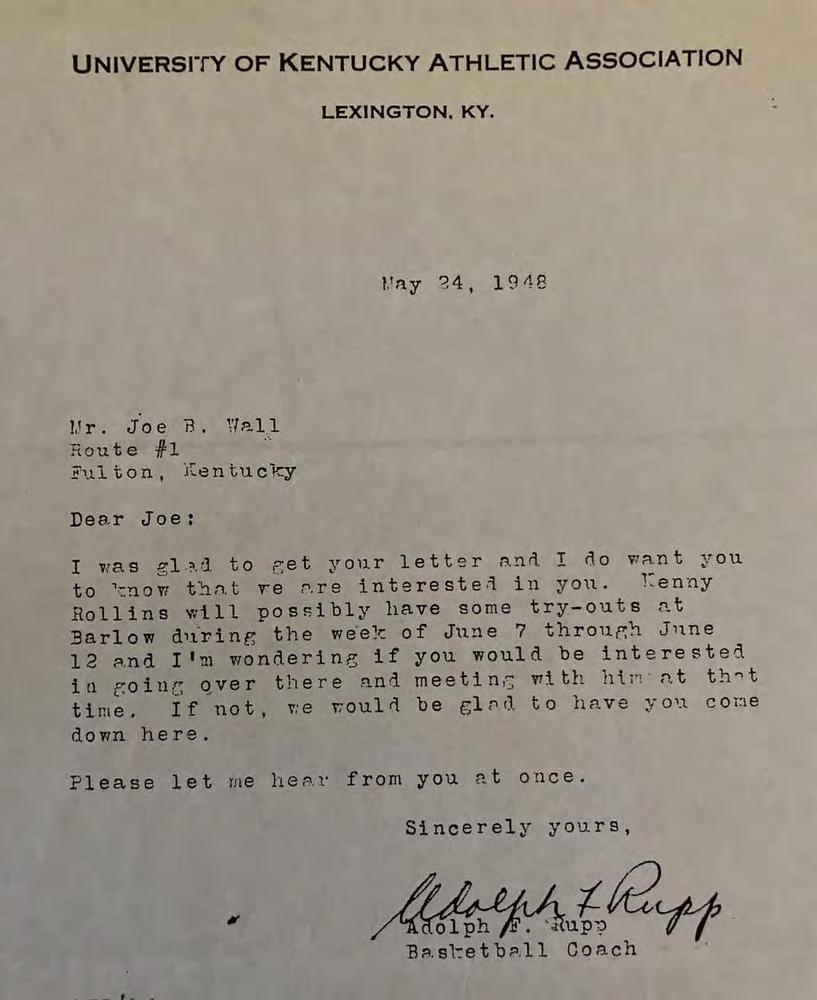 UNIVERSITY OF KENTUCKY ATHLETIC ASSOCIATION
LEXINGTON, KY.
May 24, 1948
Mr. Joe B. Wall
Route #1
Fulton, Kentucky
Dear Joe:
I was glad to get your letter and I do want you
to know that we are interested in you. Kenny
Rollins will possibly have some try-outs at
Barlow during the week of June 7 through June
12 and I'm wondering if you would be interested
in going over there and meeting with him at that
time. If not, we would be glad to have you come
down here.
Please let me hear from you at once.
Sincerely yours,
Adolph F Rupp
Adolph F. Rupp
Basketball Coach